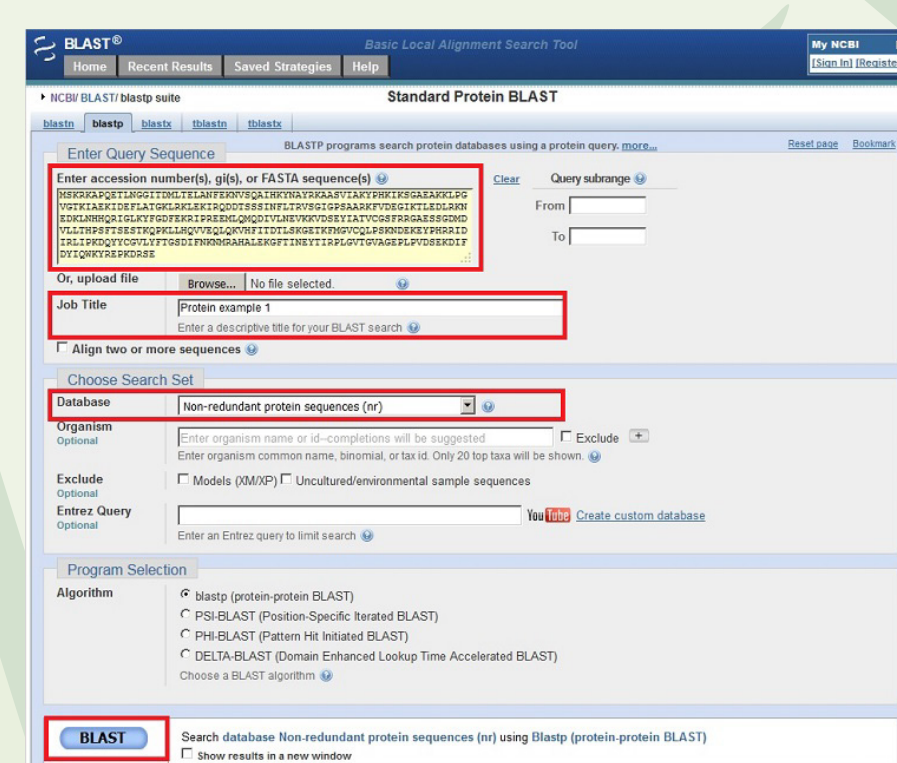 BLAST®
Basic Local Alignment Search Tool
My NCBI
Home Recent Results Saved Strategies Help
[Sign In] [Registe
NCBI/ BLAST/ blastp suite
Standard Protein BLAST
blastn blastp blastx tblastn tblastx
BLASTP programs search protein databases using a protein query. more...
Reset page Bookmark
Enter Query Sequence
Enter accession number(s), gi(s), or FASTA sequence(s)
Clear
Query subrange
MSKRKAPQETLNGGITDMLTELANFEKNVSQAIHKYNAYRKAASVIAKYPHKIKSGAEAKKLPG
VGTKIAEKIDEFLATGKLRKLEKIRQDDTSSSINFLTRVSGIGPSAARKFVDEGIKTLEDLRKN
EDKLNHHQRIGLKYFGDFEKRIPREEMLQMQDIVLNEVKKVDSEYIATVCGSFRRGAESSGDMD
VLLTHPSFTSESTKQPKLLHQVVEQLQKVHFITDTLSKGETKFMGVCQLPSKNDEKEYPHRRID
IRLIPKDQYYCGVLYFTGSDIFNKNMRAHALEKGFTINEYTIRPLGVTGVAGEPLPVDSEKDIF
DYIQWKYREPKDRSE
From
To
Or, upload file
Browse... No file selected.
Job Title
Protein example 1
Enter a descriptive title for your BLAST search
Align two or more sequences
Choose Search Set
Database
Non-redundant protein sequences (nr)
Organism
Optional
Enter organism name or id--completions will be suggested
Exclude +
Enter organism common name, binomial, or tax id. Only 20 top taxa will be shown.
Exclude
Optional
Models (XM/XP) Uncultured/environmental sample sequences
Entrez Query
Optional
YouTube Create custom database
Enter an Entrez query to limit search
Program Selection
Algorithm
blastp (protein-protein BLAST)
PSI-BLAST (Position-Specific Iterated BLAST)
PHI-BLAST (Pattern Hit Initiated BLAST)
DELTA-BLAST (Domain Enhanced Lookup Time Accelerated BLAST)
Choose a BLAST algorithm
BLAST
Search database Non-redundant protein sequences (nr) using Blastp (protein-protein BLAST)
Show results in a new window